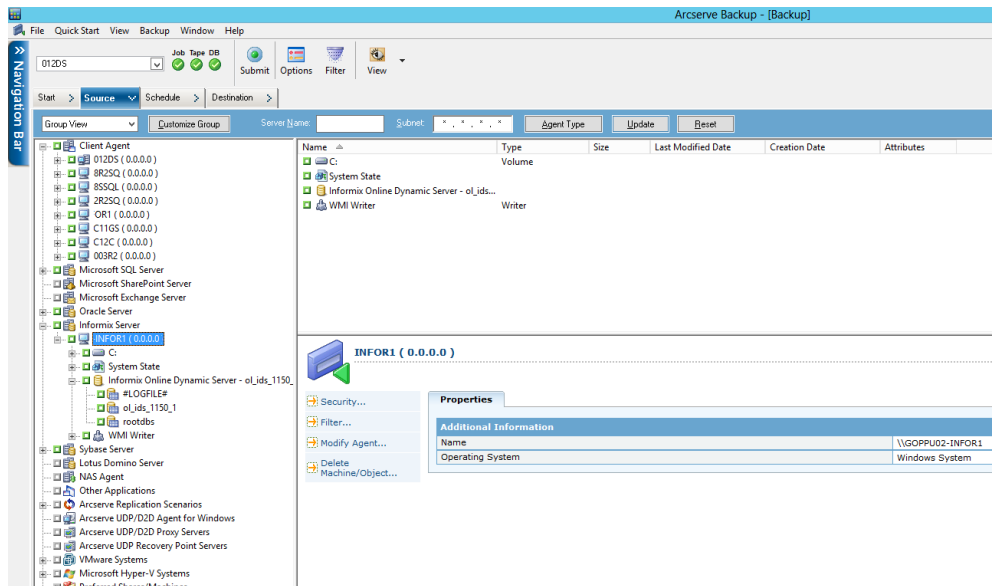 Arcserve Backup - [Backup]
File Quick Start View Backup Window Help
Navigation Bar
012DS
Job Tape DB
Submit Options Filter View
Start Source Schedule Destination
Group View Customize Group Server Name: Subnet: * . * . * . * Agent Type Update Reset
Client Agent
012DS ( 0.0.0.0 )
8R2SQ ( 0.0.0.0 )
8SSQL ( 0.0.0.0 )
2R2SQ ( 0.0.0.0 )
OR1 ( 0.0.0.0 )
C11GS ( 0.0.0.0 )
C12C ( 0.0.0.0 )
003R2 ( 0.0.0.0 )
Microsoft SQL Server
Microsoft SharePoint Server
Microsoft Exchange Server
Oracle Server
Informix Server
INFOR1 ( 0.0.0.0
C:
System State
Informix Online Dynamic Server - ol_ids_1150_
#LOGFILE#
ol_ids_1150_1
rootdbs
WMI Writer
Sybase Server
Lotus Domino Server
NAS Agent
Other Applications
Arcserve Replication Scenarios
Arcserve UDP/D2D Agent for Windows
Arcserve UDP/D2D Proxy Servers
Arcserve UDP Recovery Point Servers
VMware Systems
Microsoft Hyper-V Systems
Preferred Shares/Machines
Name Type Size Last Modified Date Creation Date Attributes
C: Volume
System State
Informix Online Dynamic Server - ol_ids...
WMI Writer Writer
INFOR1 ( 0.0.0.0 )
Security...
Filter...
Modify Agent...
Delete
Machine/Object...
Properties
Additional Information
Name \\GOPPU02-INFOR1
Operating System Windows System